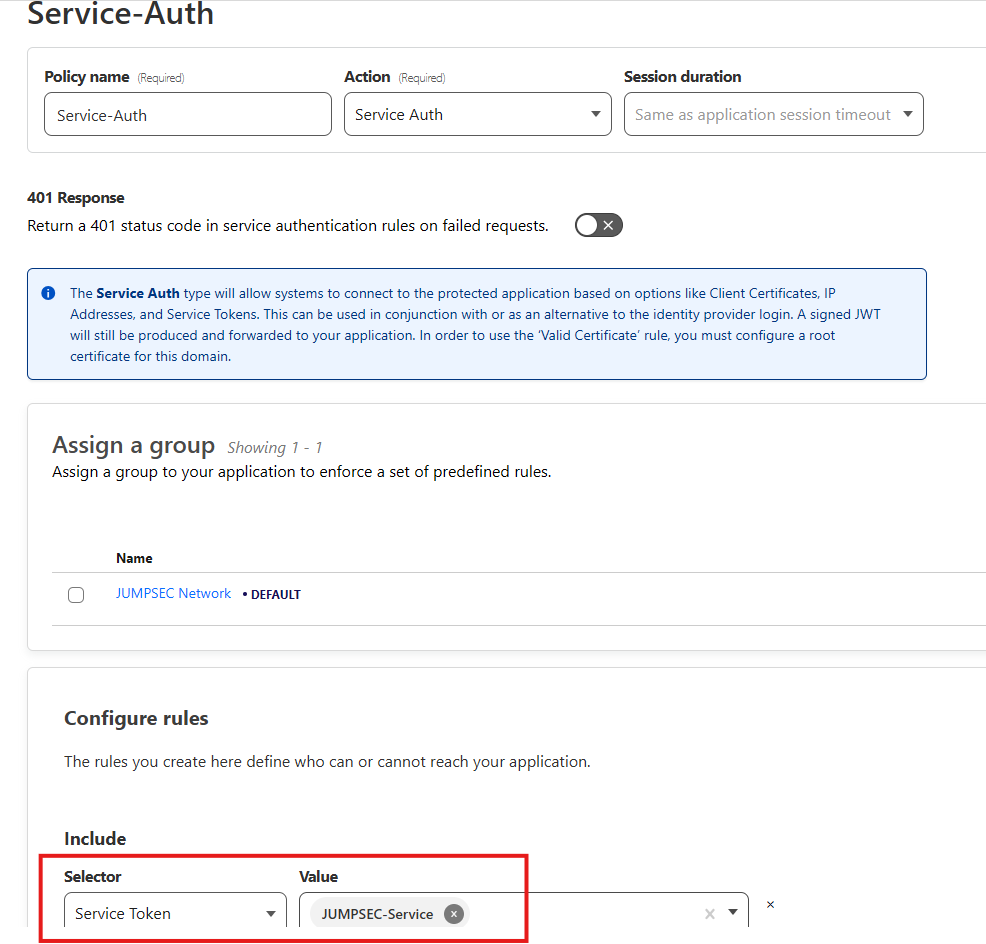 Service-Auth
Policy name (Required)
Action (Required)
Session duration
Service-Auth
Service Auth
Same as application session timeout
401 Response
Return a 401 status code in service authentication rules on failed requests.
The Service Auth type will allow systems to connect to the protected application based on options like Client Certificates, IP
Addresses, and Service Tokens. This can be used in conjunction with or as an alternative to the identity provider login. A signed JWT
will still be produced and forwarded to your application. In order to use the ‘Valid Certificate’ rule, you must configure a root
certificate for this domain.
Assign a group Showing 1 - 1
Assign a group to your application to enforce a set of predefined rules.
Name
JUMPSEC Network • DEFAULT
Configure rules
The rules you create here define who can or cannot reach your application.
Include
Selector
Value
Service Token
JUMPSEC-Service